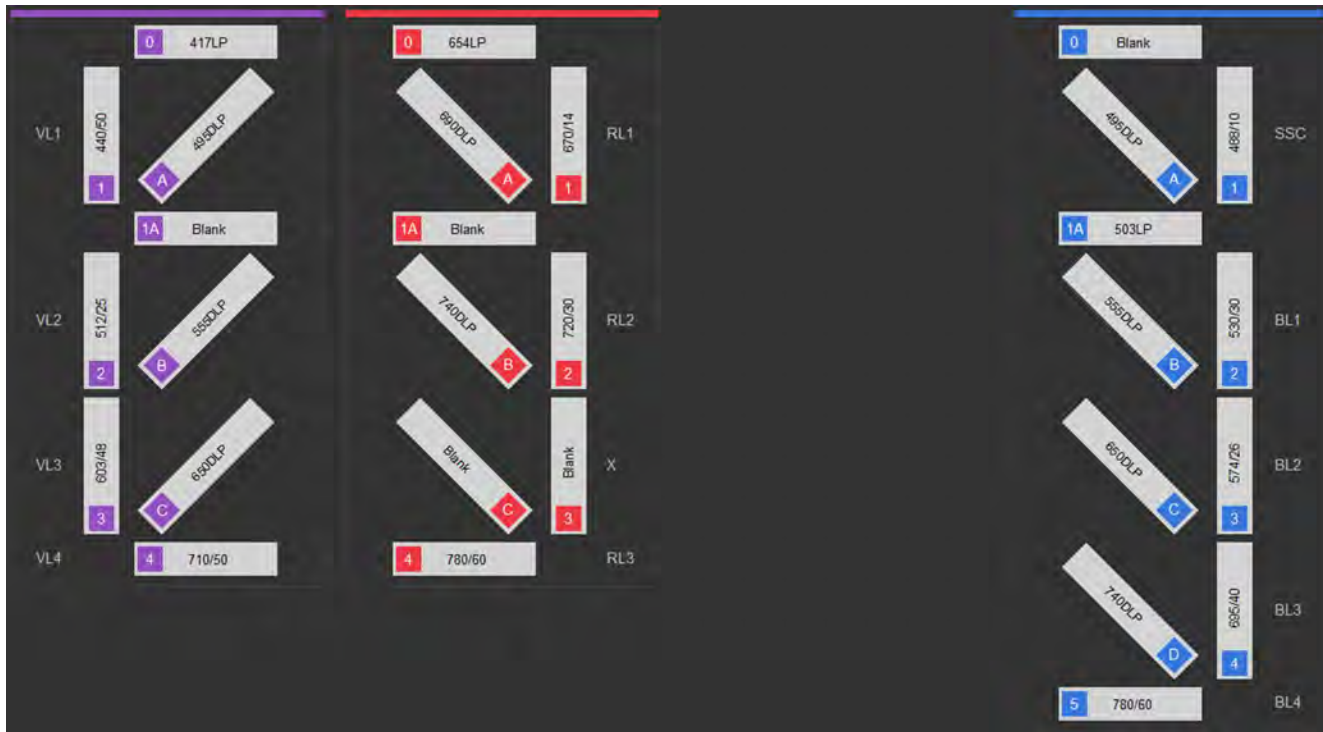 0 417LP
VL1
440/50
1
495DLP
A
1A Blank
VL2
512/25
2
555DLP
B
VL3
603/48
3
650DLP
C
VL4
4 710/50
0 654LP
690DLP
A
670/14
1
RL1
1A Blank
740DLP
B
720/30
2
RL2
Blank
C
Blank
3
X
4 780/60
RL3
0 Blank
495DLP
A
488/10
1
SSC
1A 503LP
555DLP
B
530/30
2
BL1
650DLP
C
574/26
3
BL2
740DLP
D
695/40
4
BL3
5 780/60
BL4